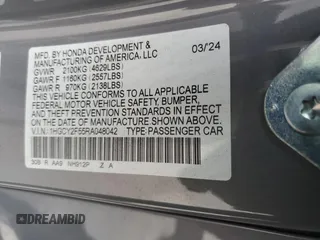 MFD. BY HONDA DEVELOPMENT &
MANUFACTURING OF AMERICA, LLC
03/24
GVWR 2100KG (4629LBS)
GAWR F 1160KG (2557LBS)
GAWR R 970KG (2138LBS)
THIS VEHICLE CONFORMS TO ALL APPLICABLE
FEDERAL MOTOR VEHICLE SAFETY, BUMPER,
AND THEFT PREVENTION STANDARDS IN EFFECT
ON THE DATE OF MANUFACTURE SHOWN ABOVE.
V.I.N.: 1HGCY2F55RA048042 TYPE: PASSENGER CAR
R AA9 NH912P Z A
DREAMBID